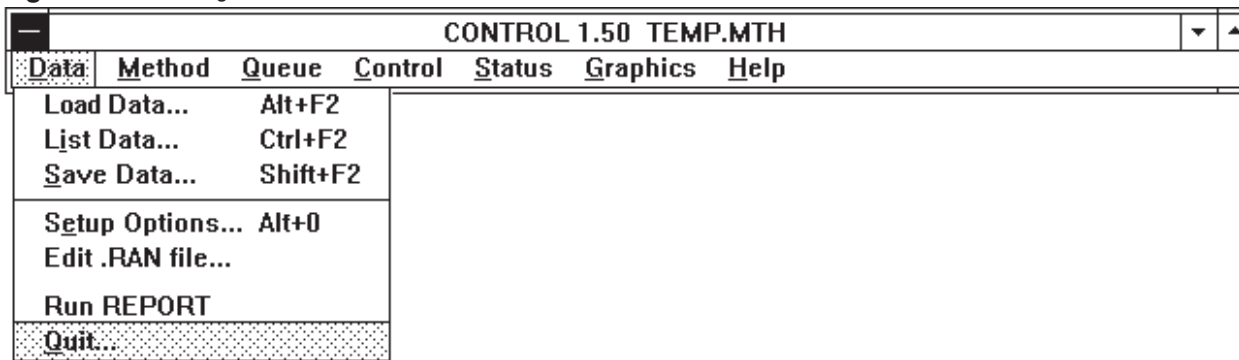 CONTROL 1.50 TEMP.MTH
Data Method Queue Control Status Graphics Help
Load Data... Alt+F2
List Data... Ctrl+F2
Save Data... Shift+F2
Setup Options... Alt+0
Edit .RAN file...
Run REPORT
Quit...